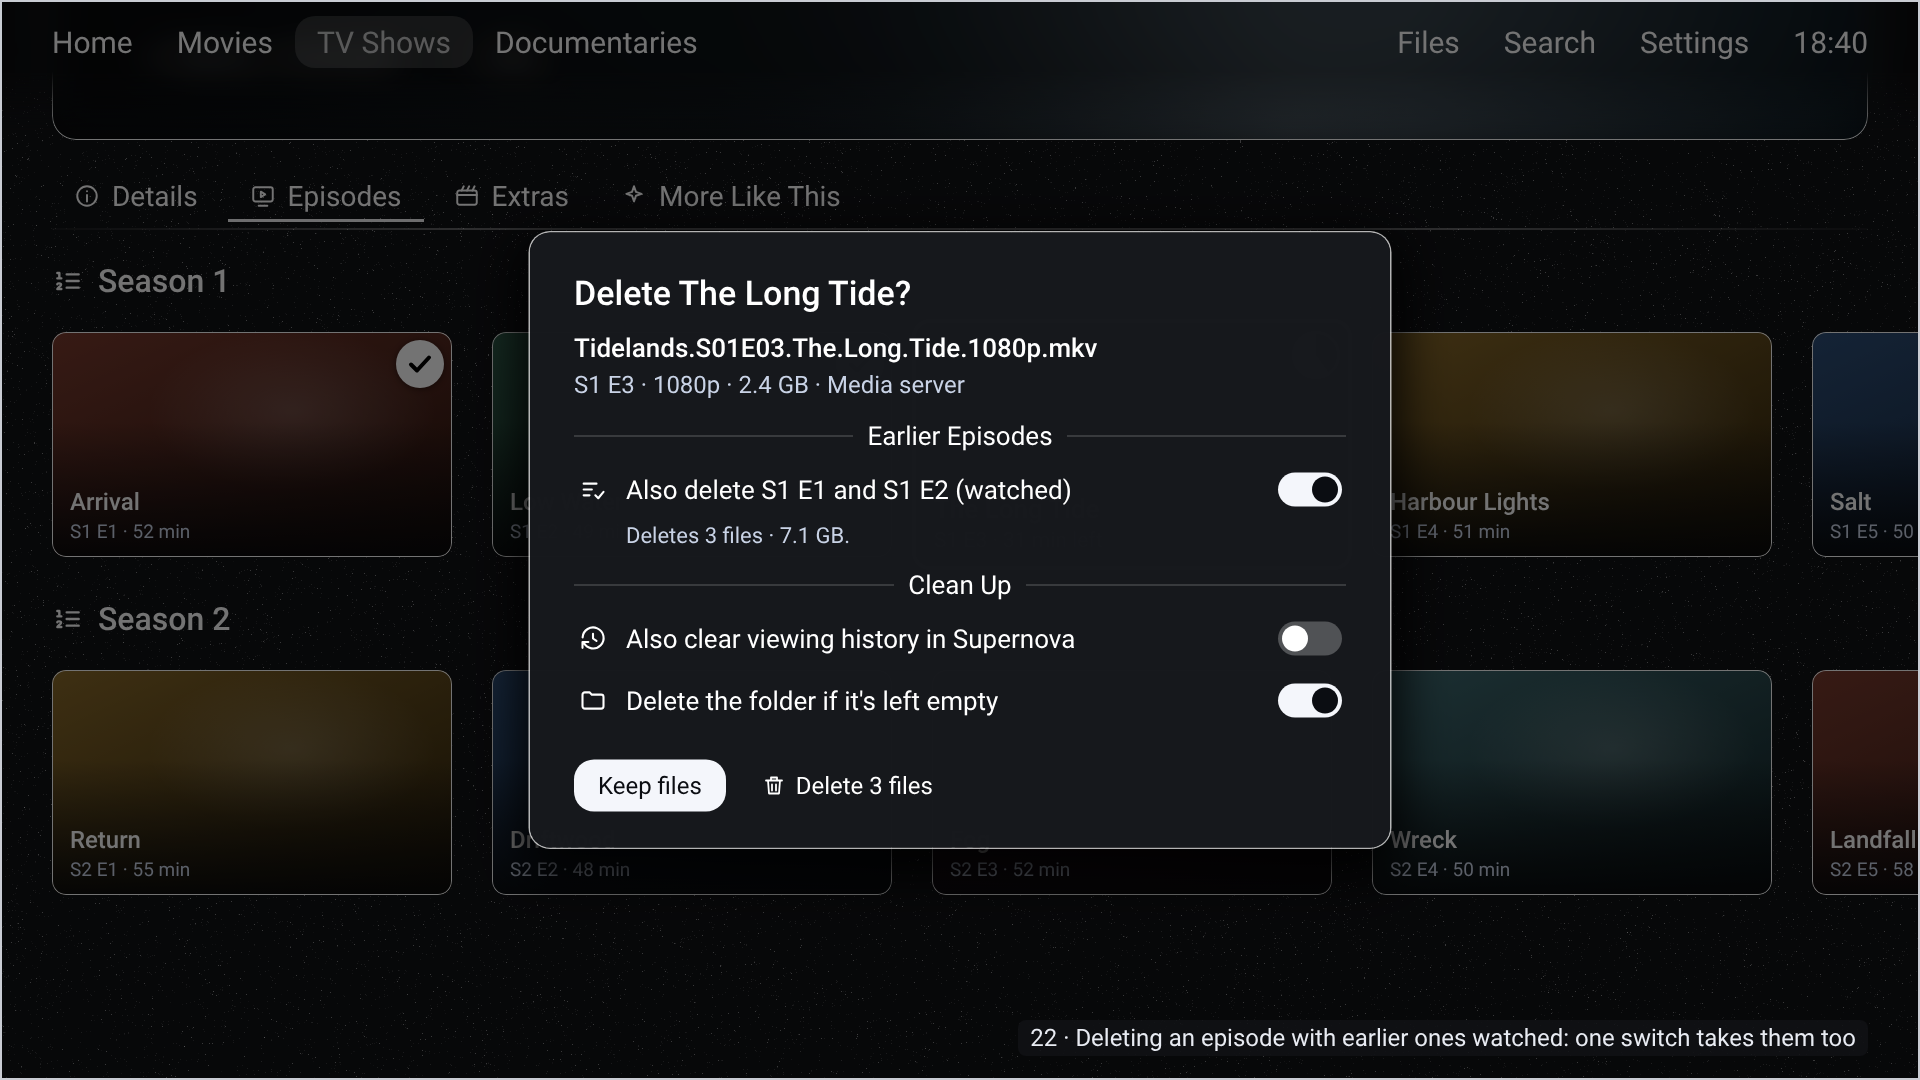 Home Movies TV Shows Documentaries Files Search Settings 18:40
Details Episodes Extras More Like This
Season 1
Delete The Long Tide?
Tidelands.S01E03.The.Long.Tide.1080p.mkv
S1 E3 · 1080p · 2.4 GB · Media server
Earlier Episodes
Also delete S1 E1 and S1 E2 (watched)
Deletes 3 files · 7.1 GB.
Clean Up
Also clear viewing history in Supernova
Delete the folder if it's left empty
Keep files Delete 3 files
Arrival
S1 E1 · 52 min
Harbour Lights
S1 E4 · 51 min
Salt
S1 E5 · 50
Season 2
Return
S2 E1 · 55 min
S2 E2 · 48 min
S2 E3 · 52 min
Wreck
S2 E4 · 50 min
Landfall
S2 E5 · 58
22 · Deleting an episode with earlier ones watched: one switch takes them too